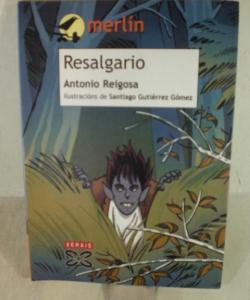 merlín
Resalgario
Antonio Reigosa
Ilustracións de Santiago Gutiérrez Gómez
XERAIS